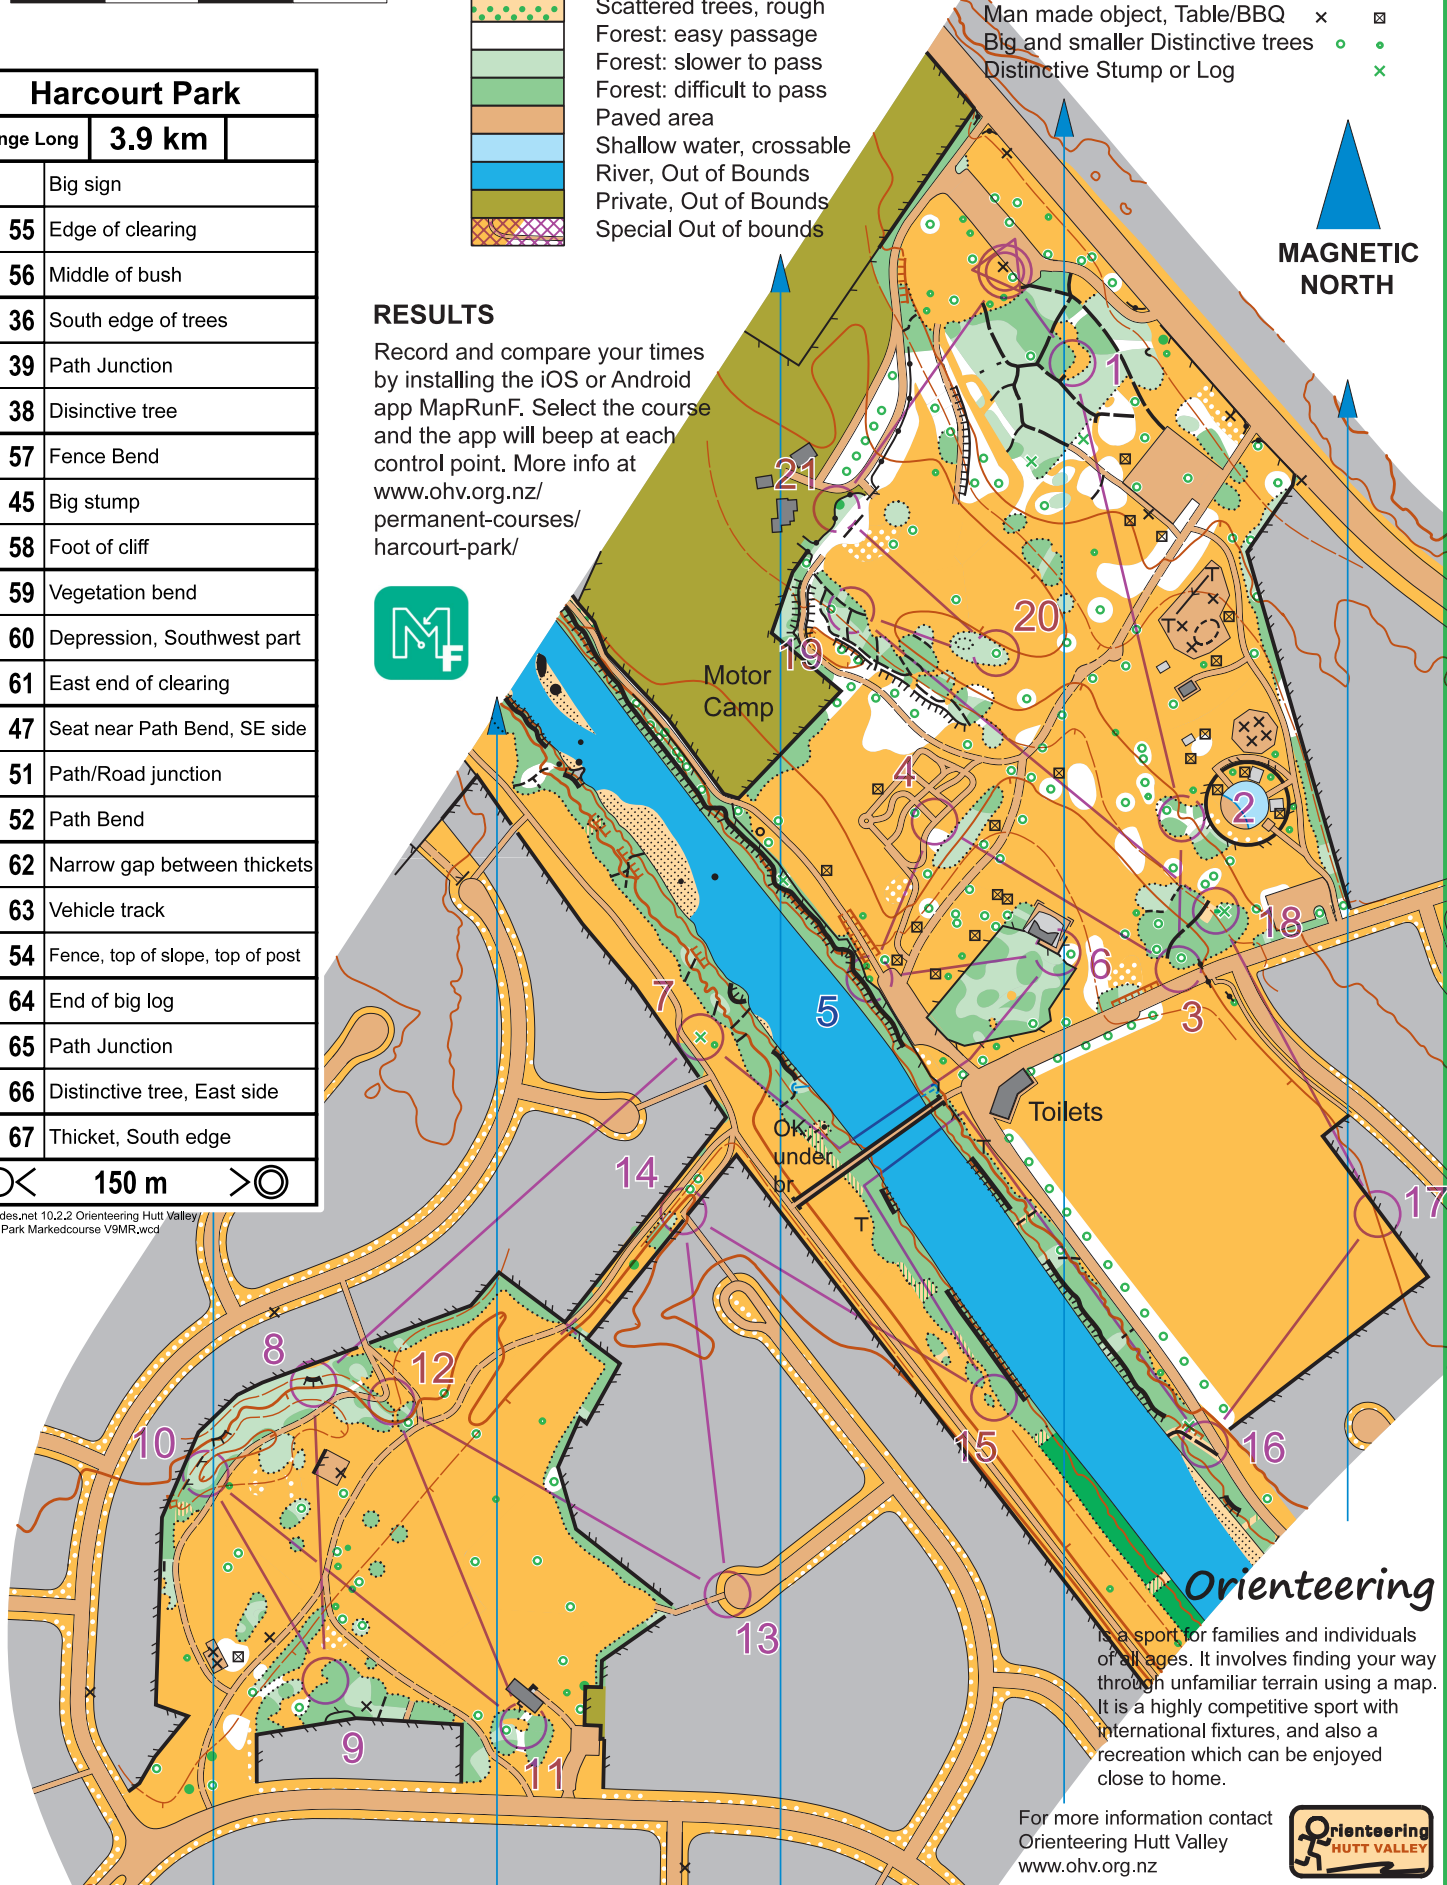 Scattered trees, rough
Forest: easy passage
Forest: slower to pass
Forest: difficult to pass
Paved area
Shallow water, crossable
River, Out of Bounds
Private, Out of Bounds
Special Out of bounds
Man made object, Table/BBQ
Big and smaller Distinctive trees
Distinctive Stump or Log
MAGNETIC
NORTH
Harcourt Park
nge Long 3.9 km
Big sign
55 Edge of clearing
56 Middle of bush
36 South edge of trees
39 Path Junction
38 Disinctive tree
57 Fence Bend
45 Big stump
58 Foot of cliff
59 Vegetation bend
60 Depression, Southwest part
61 East end of clearing
47 Seat near Path Bend, SE side
51 Path/Road junction
52 Path Bend
62 Narrow gap between thickets
63 Vehicle track
54 Fence, top of slope, top of post
64 End of big log
65 Path Junction
66 Distinctive tree, East side
67 Thicket, South edge
150 m
des.net 10.2.2 Orienteering Hutt Valley
Park Markedcourse V9MR.wcd
RESULTS
Record and compare your times
by installing the iOS or Android
app MapRunF. Select the course
and the app will beep at each
control point. More info at
www.ohv.org.nz/
permanent-courses/
harcourt-park/
M F
1
21
20
19
Motor
Camp
4
2
18
6
3
5
7
Toilets
OK
under
br
14
17
8
12
10
15
16
13
9
11
Orienteering
is a sport for families and individuals
of all ages. It involves finding your way
through unfamiliar terrain using a map.
It is a highly competitive sport with
international fixtures, and also a
recreation which can be enjoyed
close to home.
For more information contact
Orienteering Hutt Valley
www.ohv.org.nz
rienteering
HUTT VALLEY